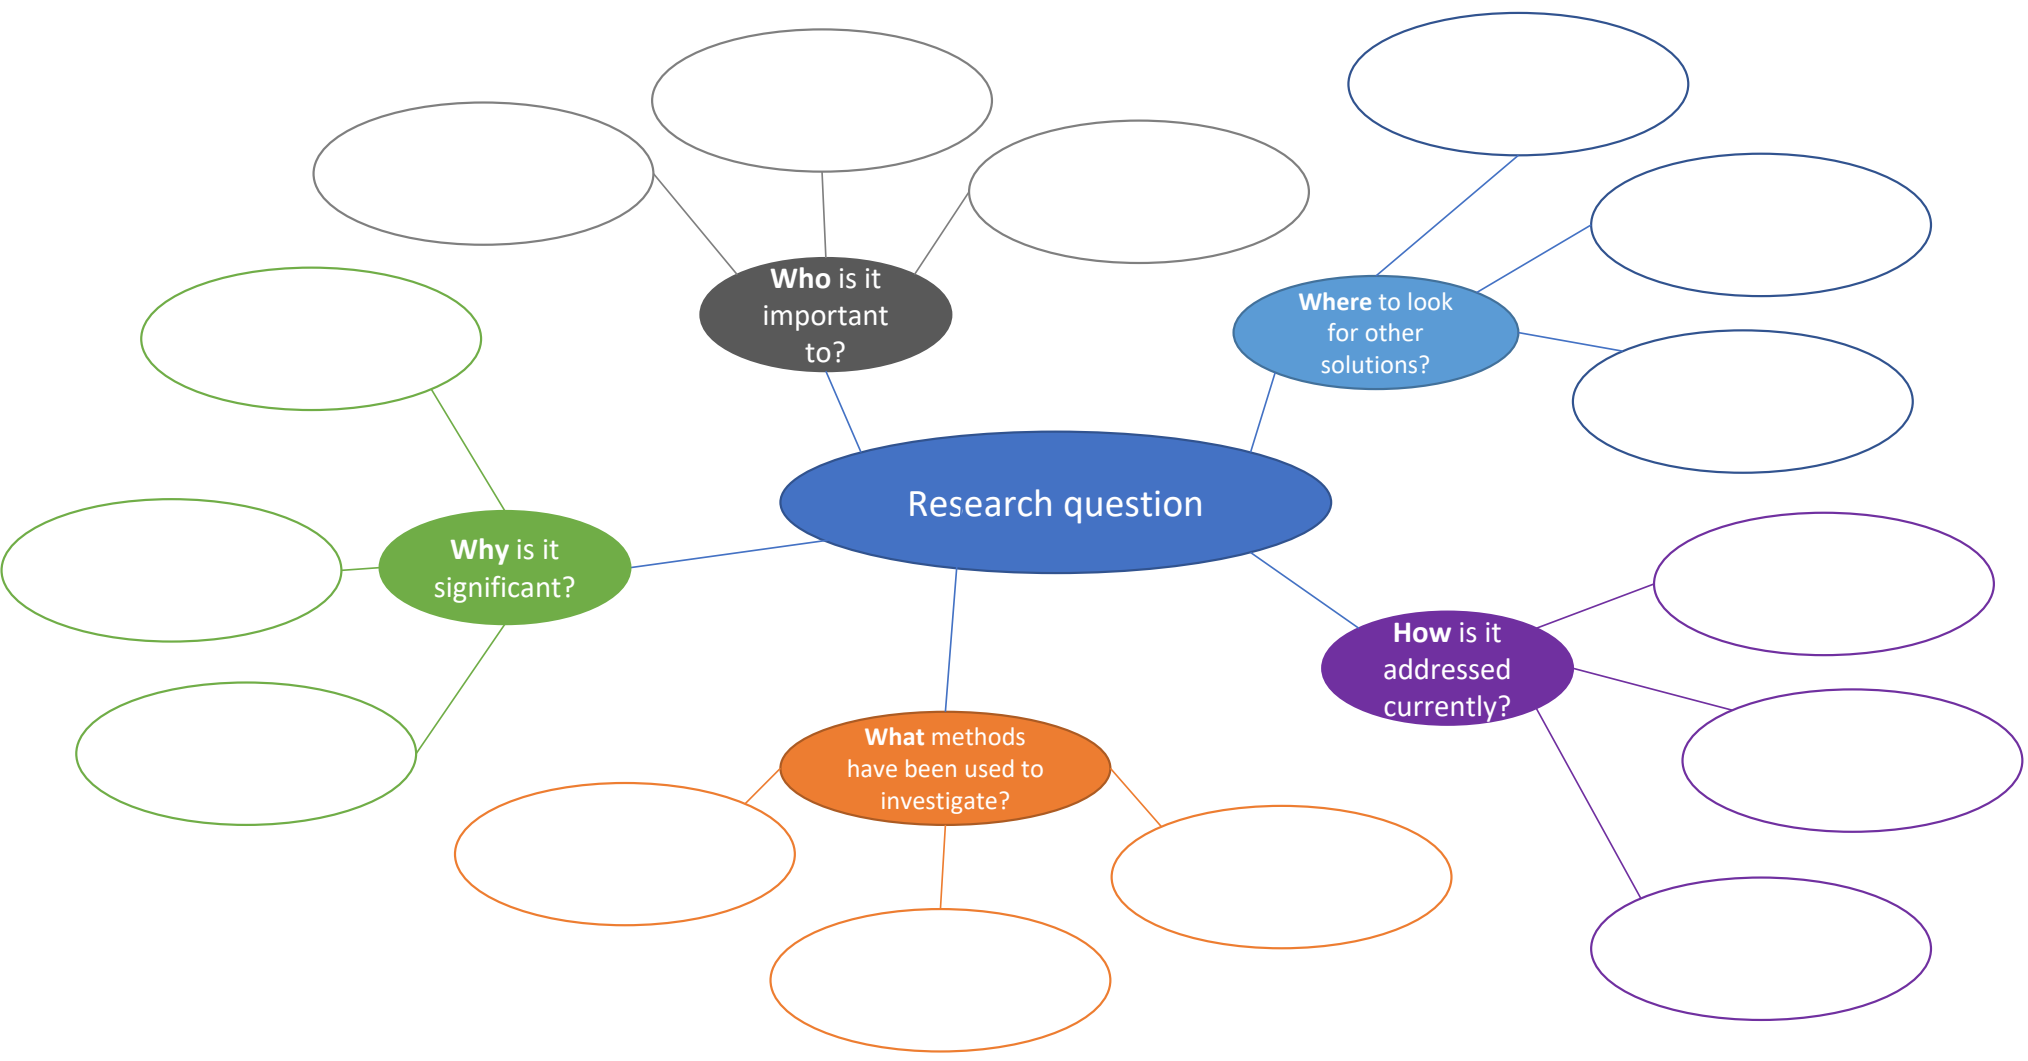 Who is it
important
to?
Where to look
for other
solutions?
Research question
Why is it
significant?
How is it
addressed
currently?
What methods
have been used to
investigate?